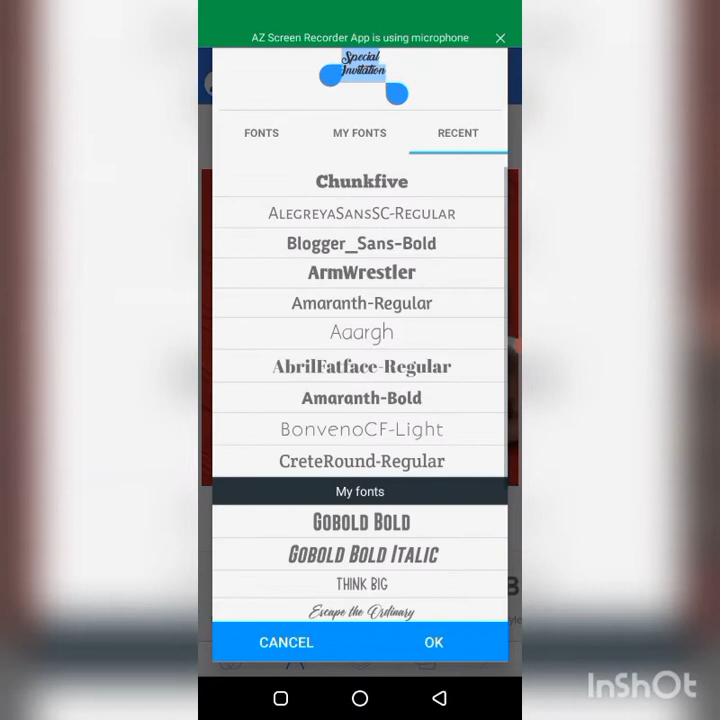 AZ Screen Recorder App is using microphone
Special
Invitation
FONTS MY FONTS RECENT
Chunkfive
AlegreyaSansSC-Regular
Blogger_Sans-Bold
ArmWrestler
Amaranth-Regular
Aaargh
AbrilFatface-Regular
Amaranth-Bold
BonvenoCF-Light
CreteRound-Regular
My fonts
GOBOLD BOLD
GOBOLD BOLD ITALIC
THINK BIG
Escape the Ordinary
CANCEL OK
InShOt